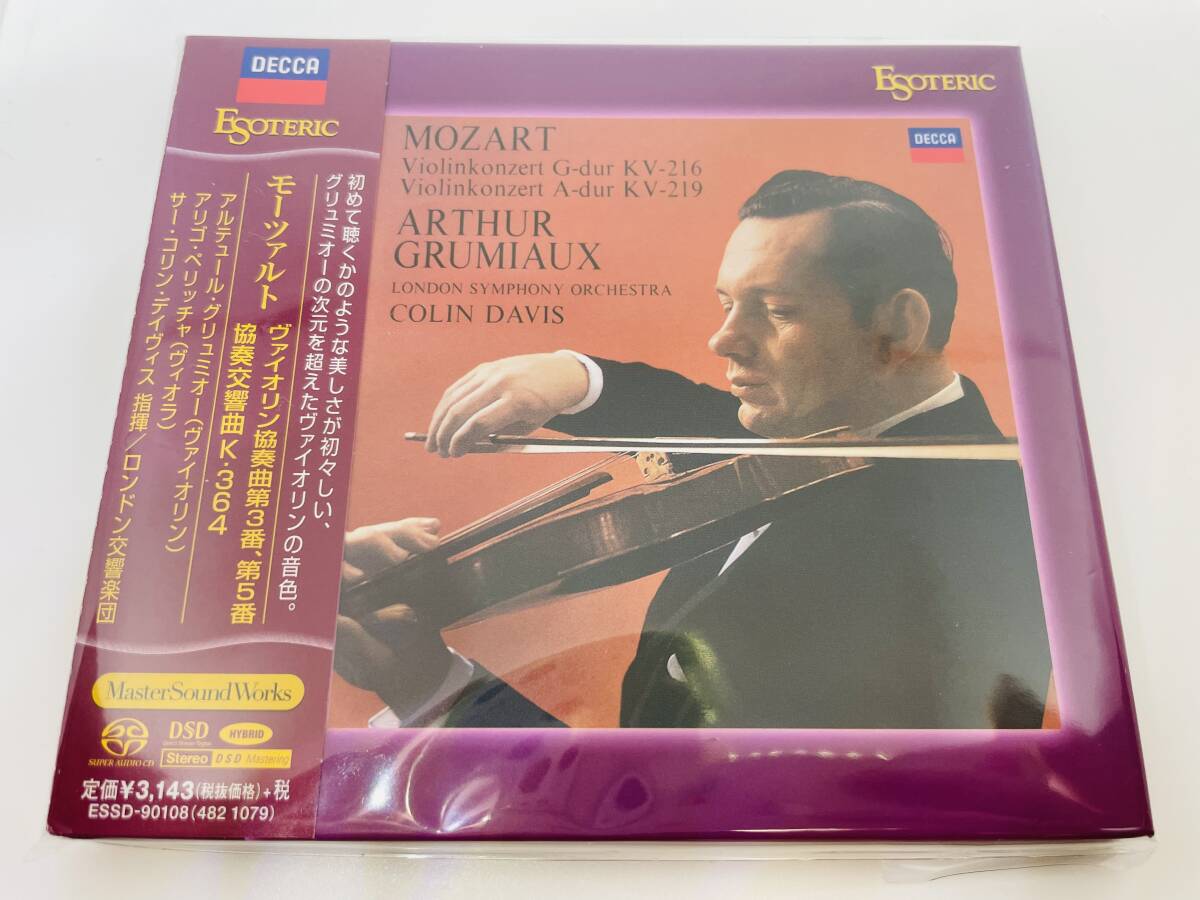 DECCA
ESOTERIC
初めて聴くかのような美しさが初々しい、
グリュミオーの次元を超えたヴァイオリンの音色。
モーツァルト ヴァイオリン協奏曲第3番、第5番
協奏交響曲 K.364
アルテュール・グリュミオー(ヴァイオリン)
アリゴ・ペリッチャ(ヴィオラ)
サー・コリン・デイヴィス 指揮/ロンドン交響楽団
MasterSoundWorks
SUPER AUDIO CD
DSD
Direct Stream Digital
HYBRID
Stereo
DSD Mastering
定価¥3,143(税抜価格)+税
ESSD-90108(482 1079)
ESOTERIC
DECCA
MOZART
Violinkonzert G-dur KV-216
Violinkonzert A-dur KV-219
ARTHUR
GRUMIAUX
LONDON SYMPHONY ORCHESTRA
COLIN DAVIS